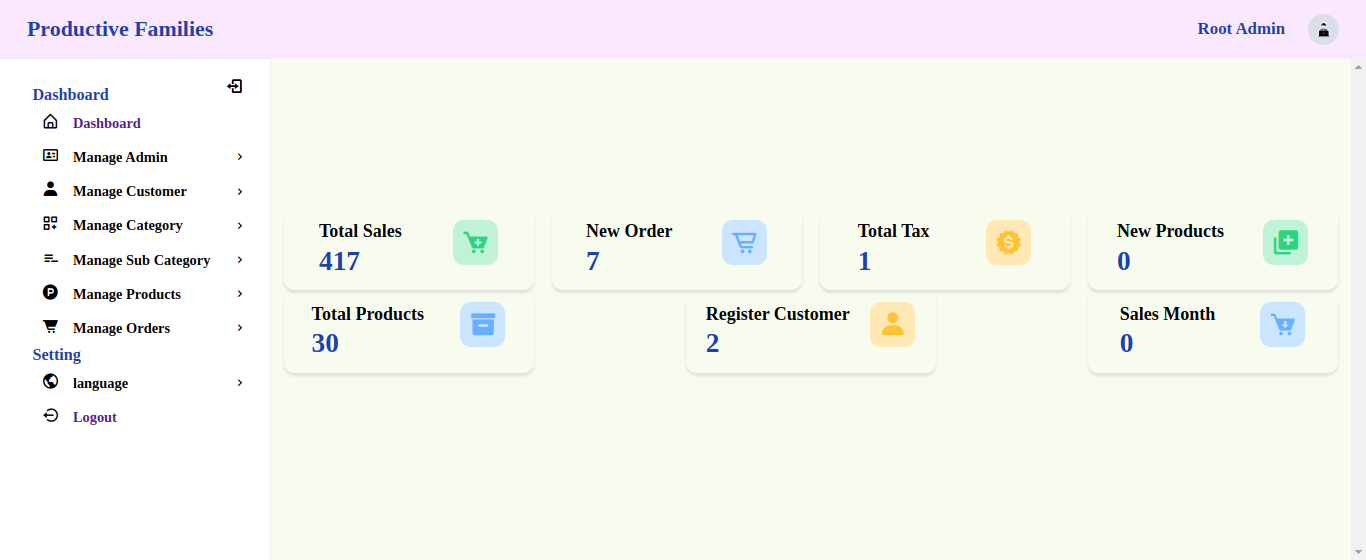 Productive Families
Root Admin
Dashboard
Dashboard
Manage Admin
Manage Customer
Manage Category
Manage Sub Category
Manage Products
Manage Orders
Setting
language
Logout
Total Sales
417
New Order
7
Total Tax
1
New Products
0
Total Products
30
Register Customer
2
Sales Month
0